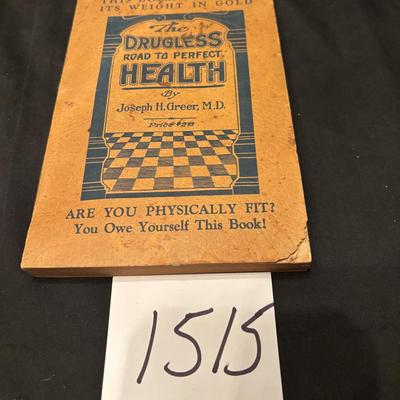 ITS WEIGHT IN GOLD
The
DRUGLESS
ROAD TO PERFECT
HEALTH
By
Joseph H. Greer, M.D.
ARE YOU PHYSICALLY FIT?
You Owe Yourself This Book!
1515